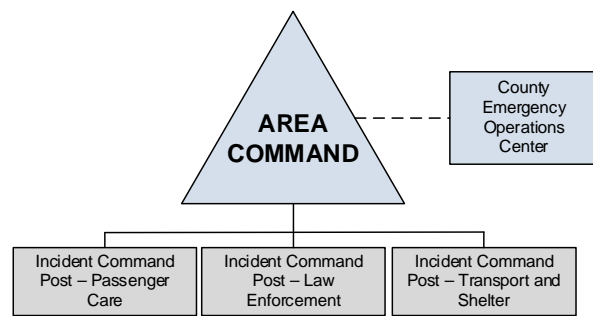 AREA
COMMAND
County
Emergency
Operations
Center
Incident Command
Post – Passenger
Care
Incident Command
Post – Law
Enforcement
Incident Command
Post – Transport and
Shelter